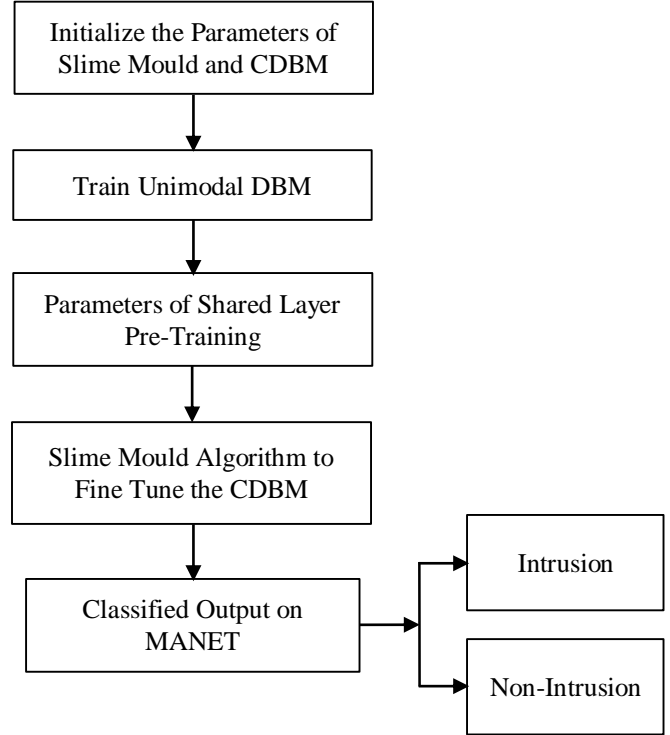 Initialize the Parameters of
Slime Mould and CDBM
Train Unimodal DBM
Parameters of Shared Layer
Pre-Training
Slime Mould Algorithm to
Fine Tune the CDBM
Classified Output on
MANET
Intrusion
Non-Intrusion